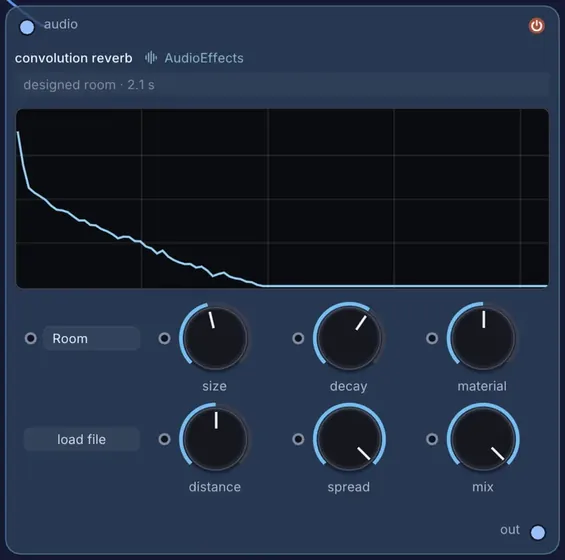 audio
convolution reverb AudioEffects
designed room · 2.1 s
Room
size
decay
material
load file
distance
spread
mix
out